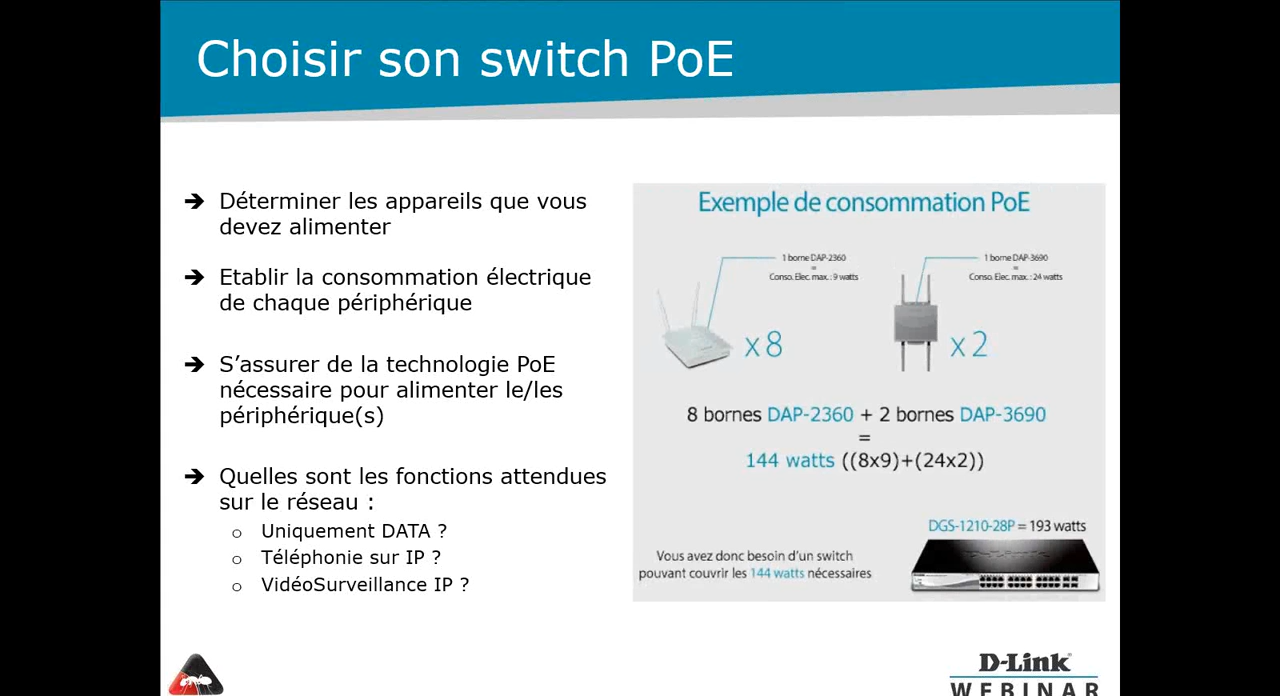 Choisir son switch PoE
➔ Déterminer les appareils que vous
devez alimenter
➔ Etablir la consommation électrique
de chaque périphérique
➔ S’assurer de la technologie PoE
nécessaire pour alimenter le/les
périphérique(s)
➔ Quelles sont les fonctions attendues
sur le réseau :
o Uniquement DATA ?
o Téléphonie sur IP ?
o VidéoSurveillance IP ?
Exemple de consommation PoE
1 borne DAP-2360
=
Conso. Elec. max. : 9 watts
x 8
1 borne DAP-3690
=
Conso. Elec. max. : 24 watts
x 2
8 bornes DAP-2360 + 2 bornes DAP-3690
=
144 watts ((8x9)+(24x2))
DGS-1210-28P = 193 watts
Vous avez donc besoin d’un switch
pouvant couvrir les 144 watts nécessaires
D-Link
WEBINAR